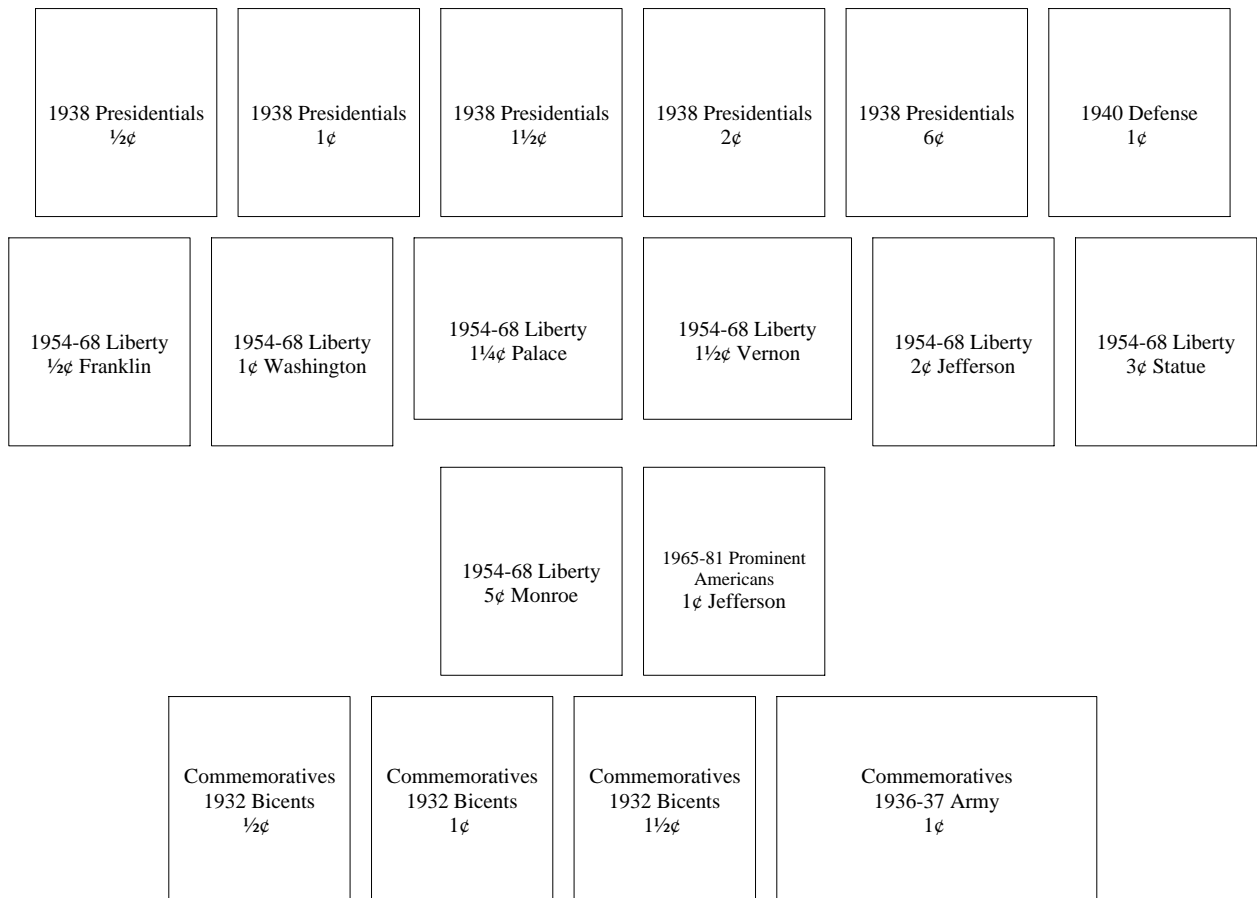 1938 Presidentials
½¢
1938 Presidentials
1¢
1938 Presidentials
1½¢
1938 Presidentials
2¢
1938 Presidentials
6¢
1940 Defense
1¢
1954-68 Liberty
½¢ Franklin
1954-68 Liberty
1¢ Washington
1954-68 Liberty
1¼¢ Palace
1954-68 Liberty
1½¢ Vernon
1954-68 Liberty
2¢ Jefferson
1954-68 Liberty
3¢ Statue
1954-68 Liberty
5¢ Monroe
1965-81 Prominent
Americans
1¢ Jefferson
Commemoratives
1932 Bicents
½¢
Commemoratives
1932 Bicents
1¢
Commemoratives
1932 Bicents
1½¢
Commemoratives
1936-37 Army
1¢